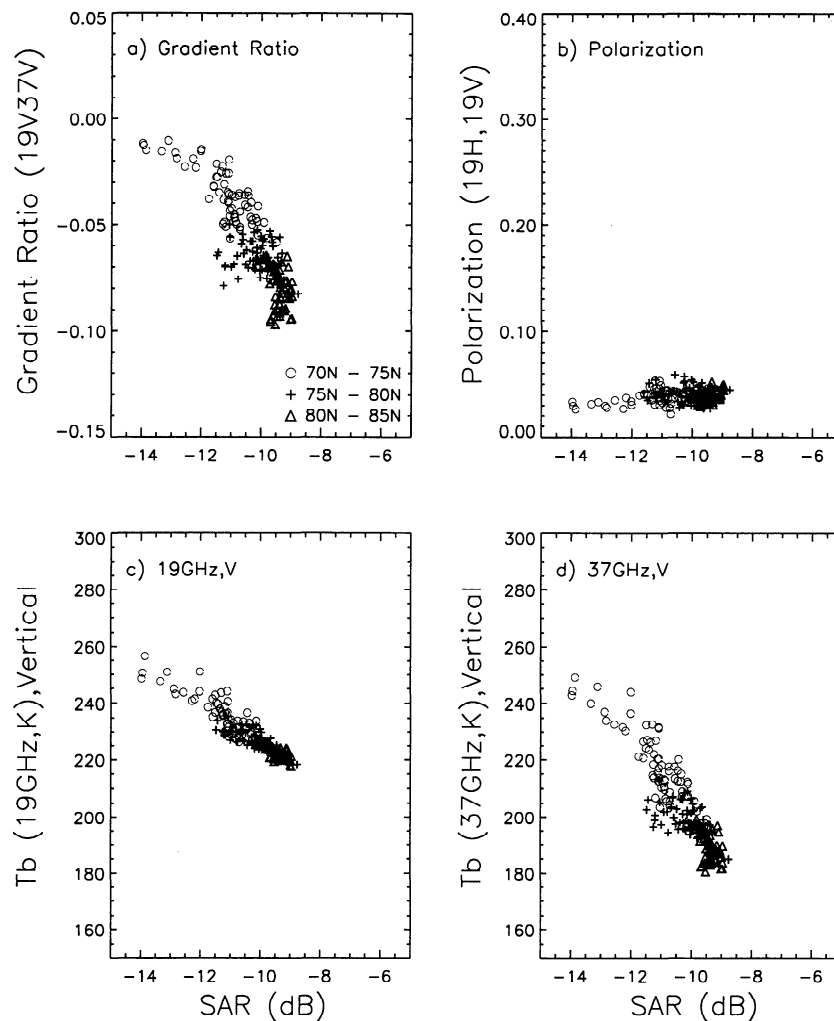 a) Gradient Ratio
Gradient Ratio (19V37V)
0.05
0.00
-0.05
-0.10
-0.15
○ 70N - 75N
+ 75N - 80N
△ 80N - 85N
-14 -12 -10 -8 -6
b) Polarization
Polarization (19H,19V)
0.40
0.30
0.20
0.10
0.00
-14 -12 -10 -8 -6
c) 19GHz,V
Tb (19GHz,K),Vertical
300
280
260
240
220
200
180
160
-14 -12 -10 -8 -6
SAR (dB)
d) 37GHz,V
Tb (37GHz,K),Vertical
300
280
260
240
220
200
180
160
-14 -12 -10 -8 -6
SAR (dB)